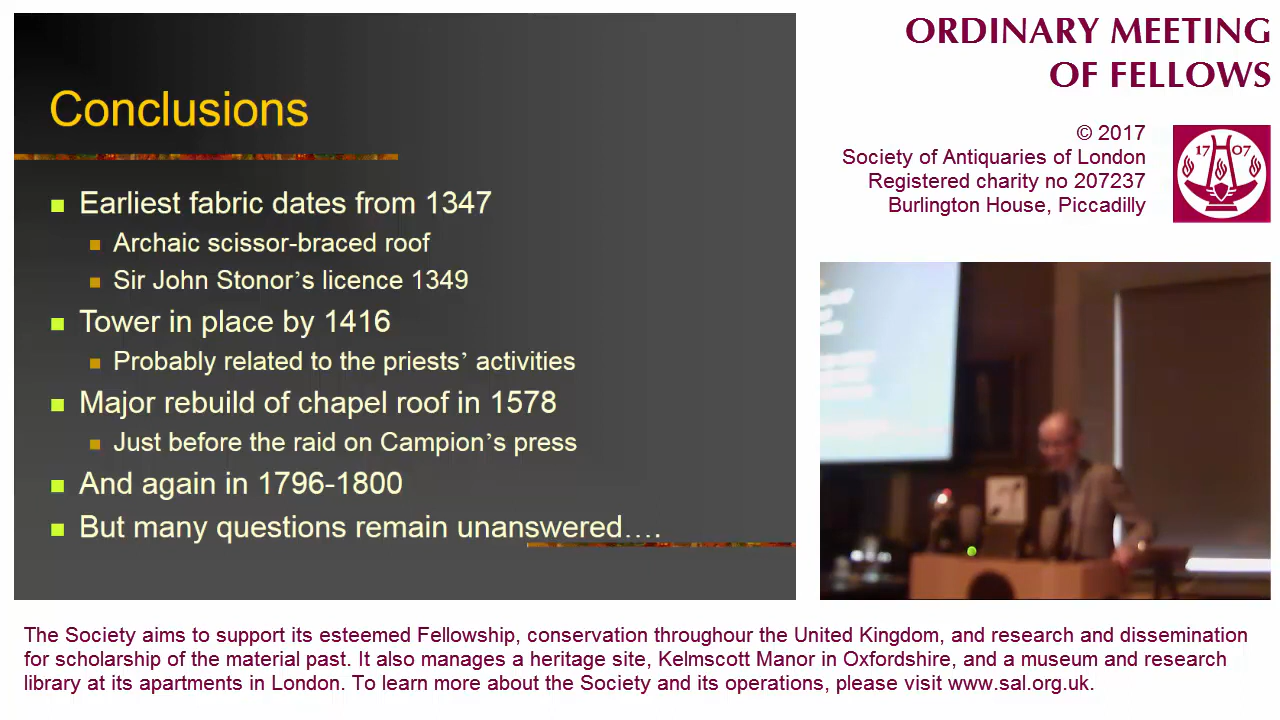 Conclusions
Earliest fabric dates from 1347
Archaic scissor-braced roof
Sir John Stonor’s licence 1349
Tower in place by 1416
Probably related to the priests’ activities
Major rebuild of chapel roof in 1578
Just before the raid on Campion’s press
And again in 1796-1800
But many questions remain unanswered….
ORDINARY MEETING
OF FELLOWS
© 2017
Society of Antiquaries of London
Registered charity no 207237
Burlington House, Piccadilly
17 07
The Society aims to support its esteemed Fellowship, conservation throughour the United Kingdom, and research and dissemination
for scholarship of the material past. It also manages a heritage site, Kelmscott Manor in Oxfordshire, and a museum and research
library at its apartments in London. To learn more about the Society and its operations, please visit www.sal.org.uk.